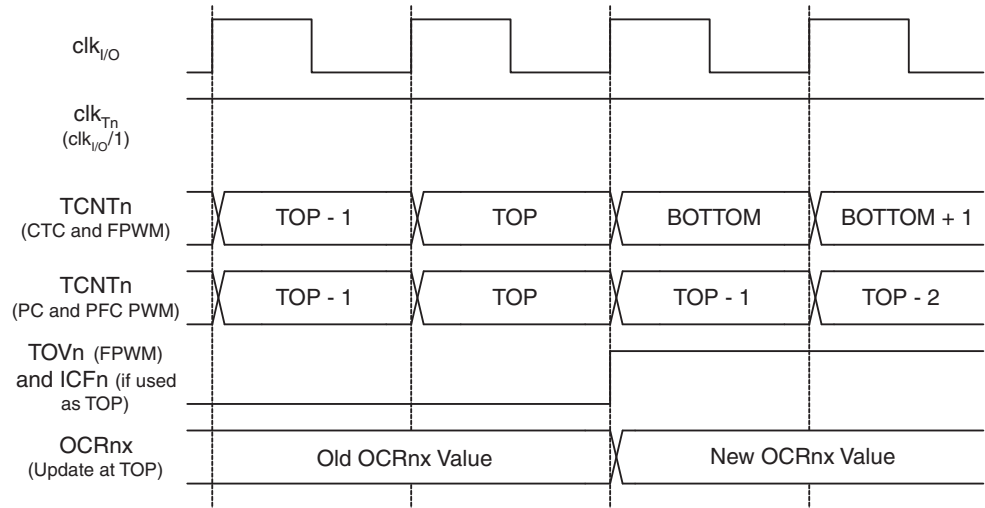 clkI/O
clkTn
(clkI/O/1)
TCNTn
(CTC and FPWM)
TOP - 1
TOP
BOTTOM
BOTTOM + 1
TCNTn
(PC and PFC PWM)
TOP - 1
TOP
TOP - 1
TOP - 2
TOVn (FPWM)
and ICFn (if used
as TOP)
OCRnx
(Update at TOP)
Old OCRnx Value
New OCRnx Value